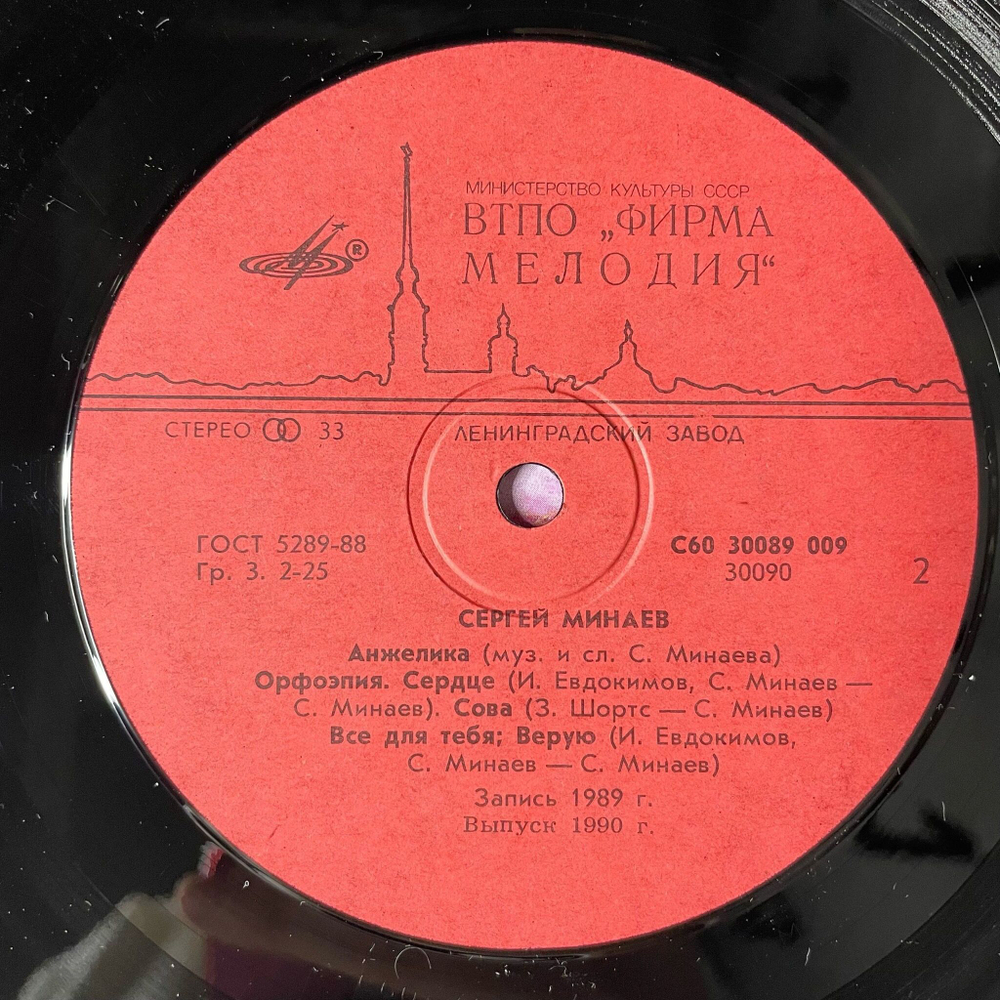 МИНИСТЕРСТВО КУЛЬТУРЫ СССР
ВТПО „ФИРМА
МЕЛОДИЯ“
®
СТЕРЕО 33
ЛЕНИНГРАДСКИЙ ЗАВОД
ГОСТ 5289-88
Гр. 3. 2-25
С60 30089 009
30090
2
СЕРГЕЙ МИНАЕВ
Анжелика (муз. и сл. С. Минаева)
Орфоэпия. Сердце (И. Евдокимов, С. Минаев —
С. Минаев). Сова (З. Шортс — С. Минаев)
Все для тебя; Верую (И. Евдокимов,
С. Минаев — С. Минаев)
Запись 1989 г.
Выпуск 1990 г.